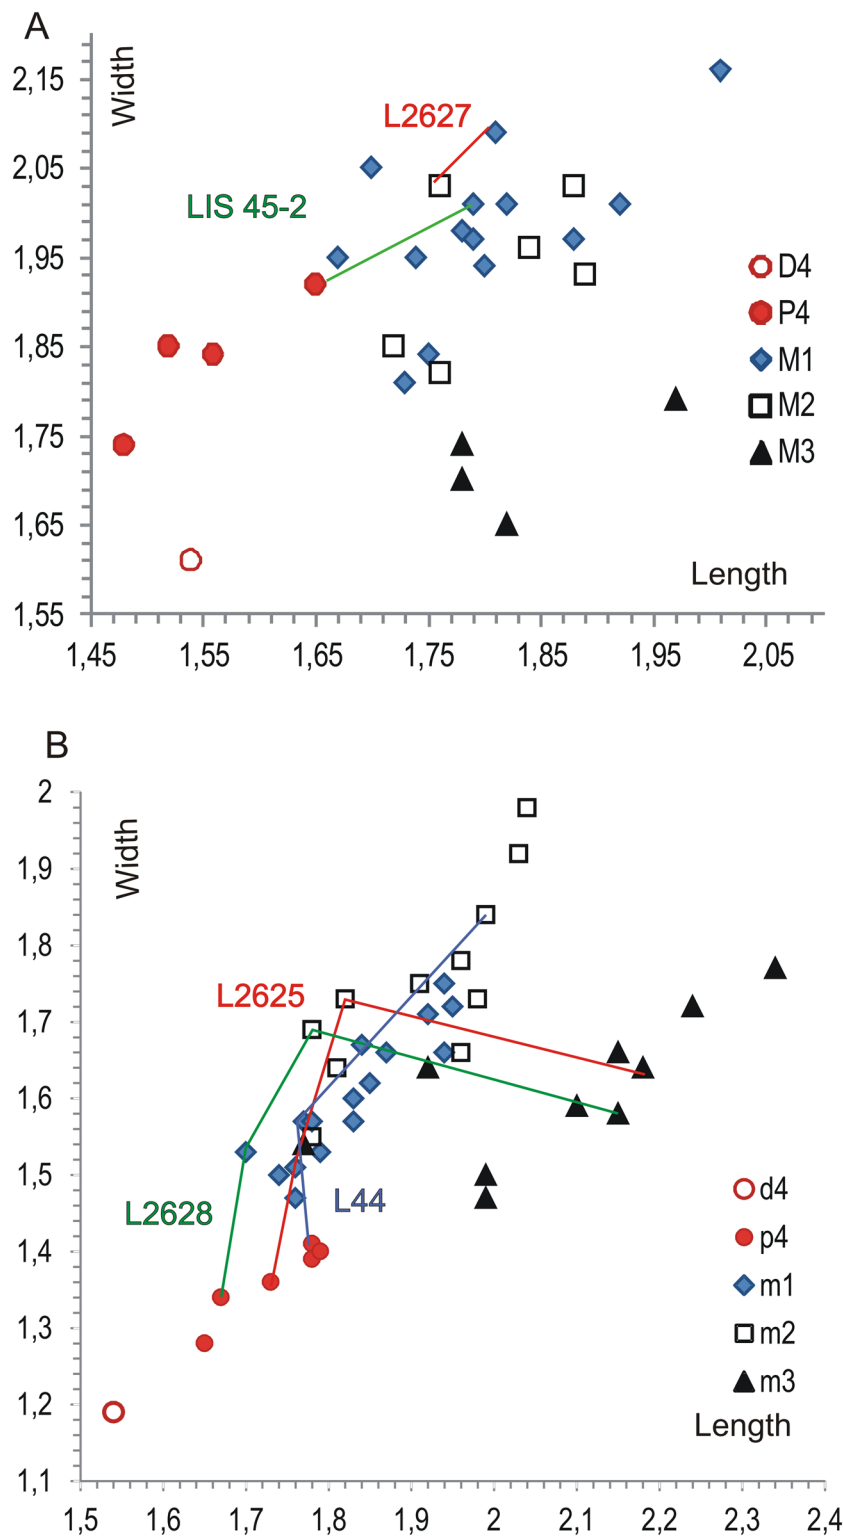 A
Width
2,15
L2627
2,05
LIS 45-2
1,95
D4
P4
1,85
M1
M2
1,75
M3
1,65
Length
1,55
1,45 1,55 1,65 1,75 1,85 1,95 2,05
B
2
Width
1,9
1,8
L2625
1,7
1,6
1,5
L2628
L44
d4
1,4
p4
m1
1,3
m2
m3
1,2
Length
1,1
1,5 1,6 1,7 1,8 1,9 2 2,1 2,2 2,3 2,4